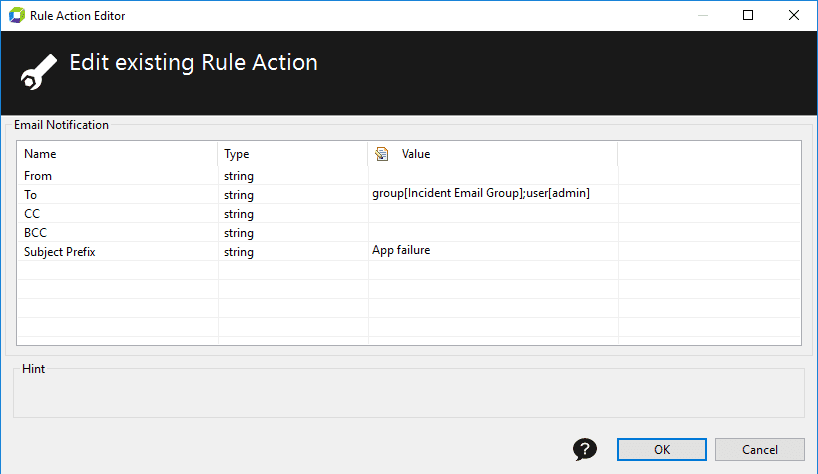 Rule Action Editor
Edit existing Rule Action
Email Notification
Name Type Value
From string
To string group[Incident Email Group];user[admin]
CC string
BCC string
Subject Prefix string App failure
Hint
? OK Cancel